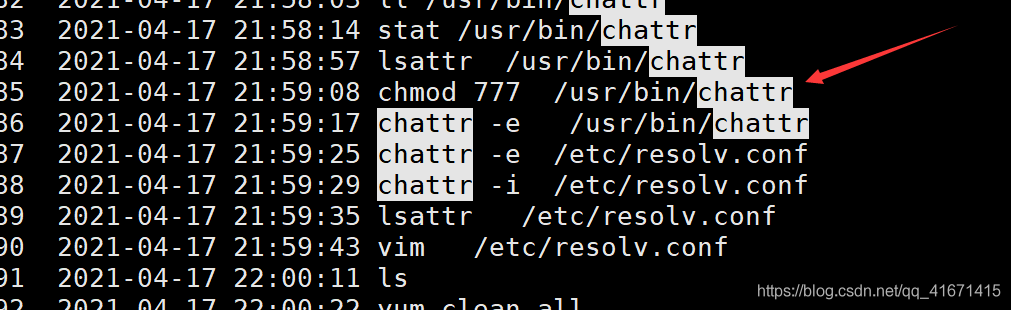 32 2021-04-17 21:58:03 ll /usr/bin/chattr
33 2021-04-17 21:58:14 stat /usr/bin/chattr
34 2021-04-17 21:58:57 lsattr /usr/bin/chattr
35 2021-04-17 21:59:08 chmod 777 /usr/bin/chattr
36 2021-04-17 21:59:17 chattr -e /usr/bin/chattr
37 2021-04-17 21:59:25 chattr -e /etc/resolv.conf
38 2021-04-17 21:59:29 chattr -i /etc/resolv.conf
39 2021-04-17 21:59:35 lsattr /etc/resolv.conf
90 2021-04-17 21:59:43 vim /etc/resolv.conf
91 2021-04-17 22:00:11 ls
92 2021-04-17 22:00:22 yum clean all
https://blog.csdn.net/qq_41671415